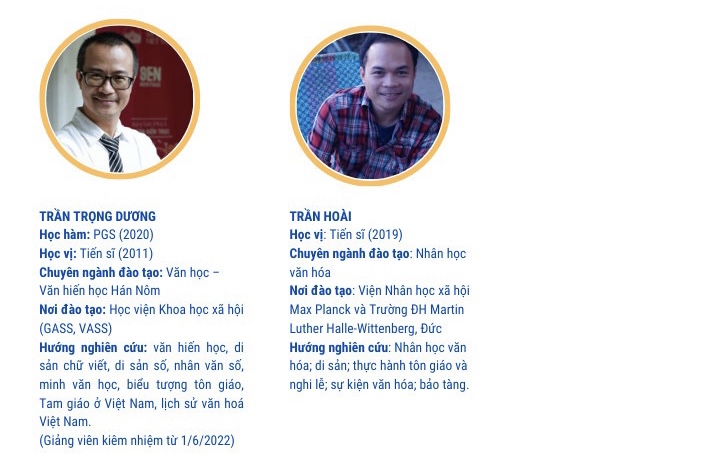 SEN
TRẦN TRỌNG DƯƠNG
Học hàm: PGS (2020)
Học vị: Tiến sĩ (2011)
Chuyên ngành đào tạo: Văn học –
Văn hiến học Hán Nôm
Nơi đào tạo: Học viện Khoa học xã hội
(GASS, VASS)
Hướng nghiên cứu: văn hiến học, di
sản chữ viết, di sản số, nhân văn số,
minh văn học, biểu tượng tôn giáo,
Tam giáo ở Việt Nam, lịch sử văn hoá
Việt Nam.
(Giảng viên kiêm nhiệm từ 1/6/2022)
TRẦN HOÀI
Học vị: Tiến sĩ (2019)
Chuyên ngành đào tạo: Nhân học
văn hóa
Nơi đào tạo: Viện Nhân học xã hội
Max Planck và Trường ĐH Martin
Luther Halle-Wittenberg, Đức
Hướng nghiên cứu: Nhân học văn
hóa; di sản; thực hành tôn giáo và
nghi lễ; sự kiện văn hóa; bảo tàng.